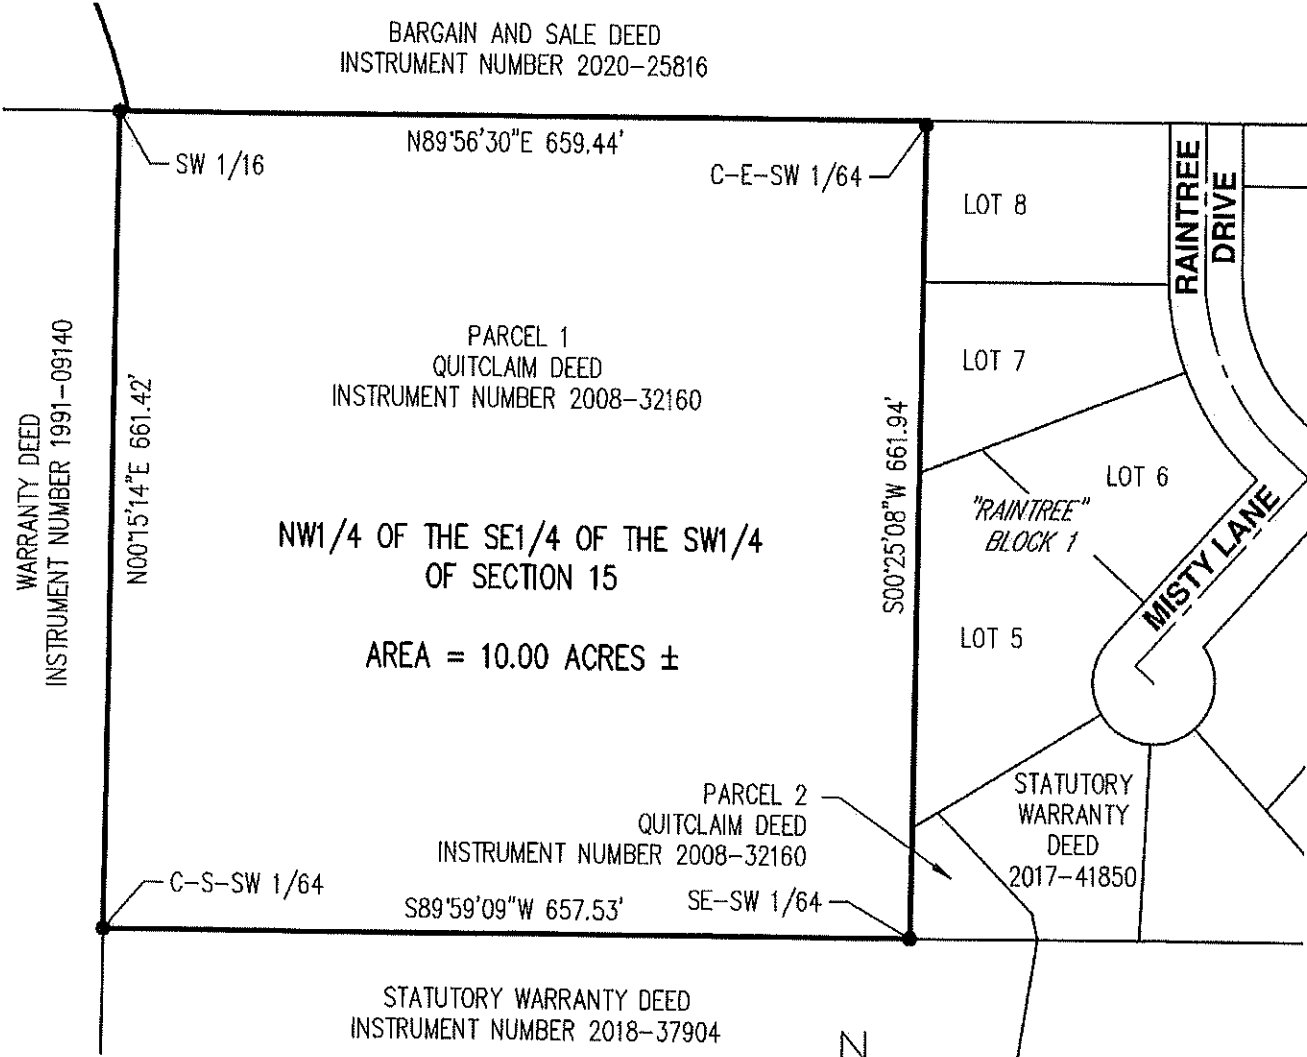 BARGAIN AND SALE DEED
INSTRUMENT NUMBER 2020-25816
N89°56'30"E 659.44'
SW 1/16
C-E-SW 1/64
LOT 8
RAINTREE
DRIVE
PARCEL 1
QUITCLAIM DEED
INSTRUMENT NUMBER 2008-32160
LOT 7
WARRANTY DEED
INSTRUMENT NUMBER 1991-09140
N00°15'14"E 661.42'
S00°25'08"W 661.94'
LOT 6
"RAINTREE"
BLOCK 1
MISTY LANE
NW1/4 OF THE SE1/4 OF THE SW1/4
OF SECTION 15
AREA = 10.00 ACRES ±
LOT 5
PARCEL 2
QUITCLAIM DEED
INSTRUMENT NUMBER 2008-32160
STATUTORY
WARRANTY
DEED
2017-41850
C-S-SW 1/64
S89°59'09"W 657.53'
SE-SW 1/64
STATUTORY WARRANTY DEED
INSTRUMENT NUMBER 2018-37904
N